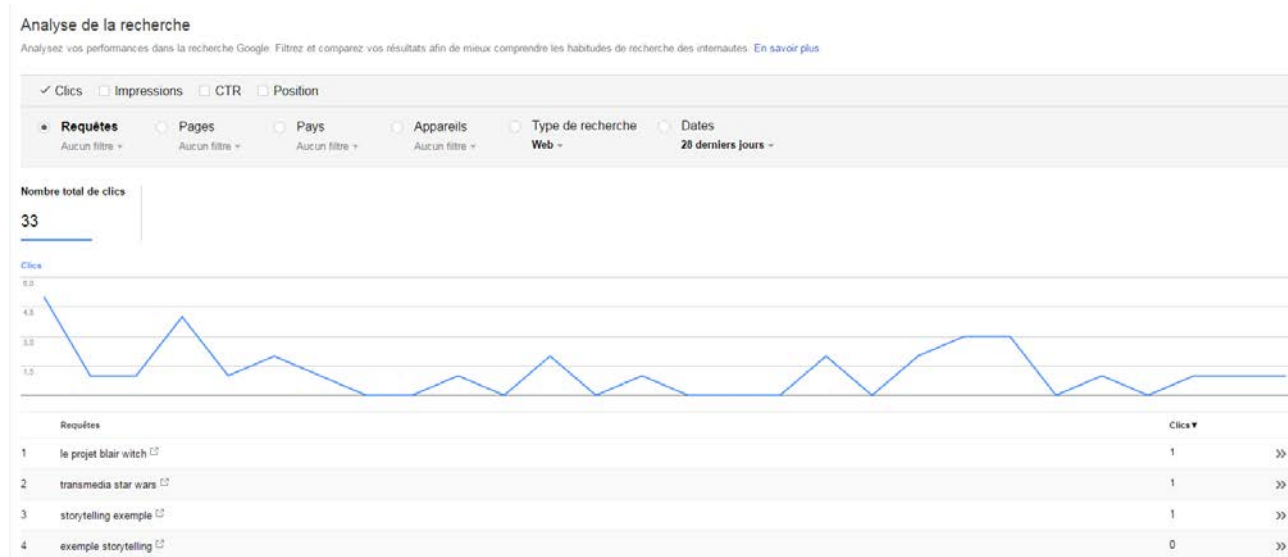 Analyse de la recherche
Analysez vos performances dans la recherche Google. Filtrez et comparez vos résultats afin de mieux comprendre les habitudes de recherche des internautes. En savoir plus
Clics Impressions CTR Position
Requêtes Pages Pays Appareils Type de recherche Dates
Aucun filtre Aucun filtre Aucun filtre Aucun filtre Web 28 derniers jours
Nombre total de clics
33
Clics
6,0
4,5
3,0
1,5
Requêtes Clics▼
1 le projet blair witch 1 »
2 transmedia star wars 1 »
3 storytelling exemple 1 »
4 exemple storytelling 0 »